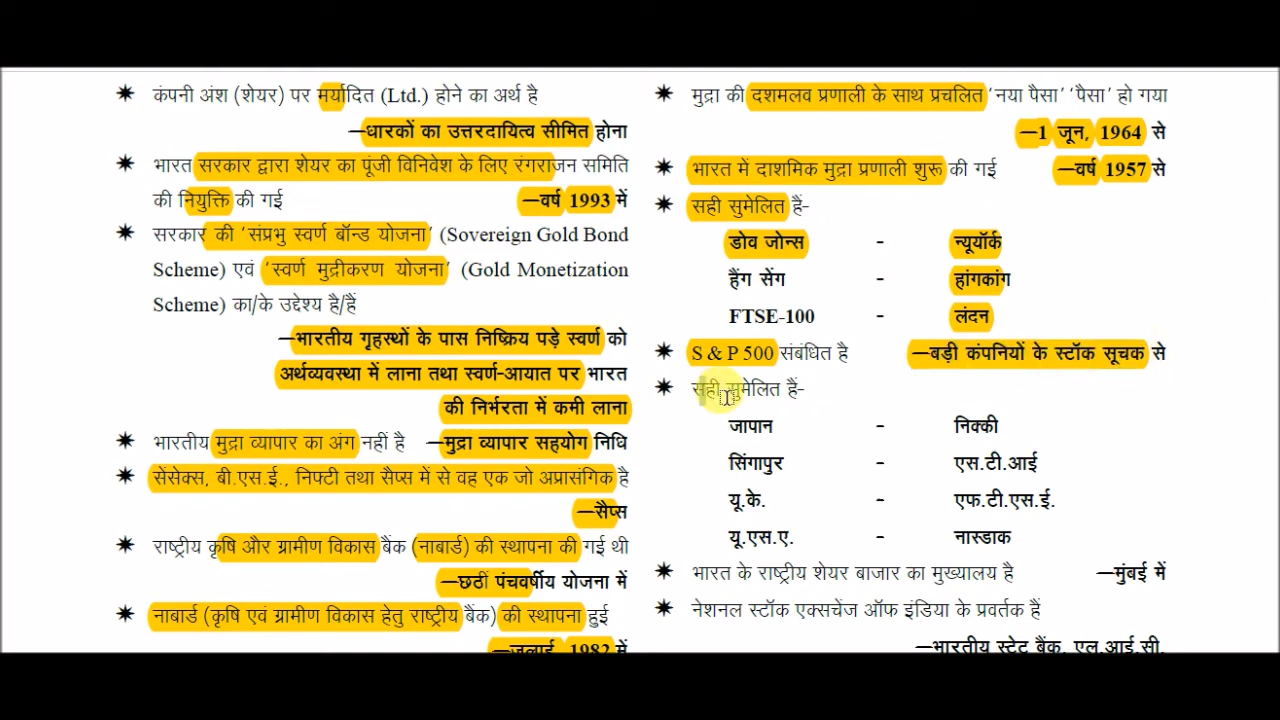 ✷ कंपनी अंश (शेयर) पर मर्यादित (Ltd.) होने का अर्थ है
—धारकों का उत्तरदायित्व सीमित होना
✷ भारत सरकार द्वारा शेयर का पूंजी विनिवेश के लिए रंगराजन समिति
की नियुक्ति की गई —वर्ष 1993 में
✷ सरकार की ‘संप्रभु स्वर्ण बॉन्ड योजना’ (Sovereign Gold Bond
Scheme) एवं ‘स्वर्ण मुद्रीकरण योजना’ (Gold Monetization
Scheme) का/के उद्देश्य है/हैं
—भारतीय गृहस्थों के पास निष्क्रिय पड़े स्वर्ण को
अर्थव्यवस्था में लाना तथा स्वर्ण-आयात पर भारत
की निर्भरता में कमी लाना
✷ भारतीय मुद्रा व्यापार का अंग नहीं है —मुद्रा व्यापार सहयोग निधि
✷ सेंसेक्स, बी.एस.ई., निफ्टी तथा सैप्स में से वह एक जो अप्रासंगिक है
—सैप्स
✷ राष्ट्रीय कृषि और ग्रामीण विकास बैंक (नाबार्ड) की स्थापना की गई थी
—छठीं पंचवर्षीय योजना में
✷ नाबार्ड (कृषि एवं ग्रामीण विकास हेतु राष्ट्रीय बैंक) की स्थापना हुई
—जुलाई, 1982 में
✷ मुद्रा की दशमलव प्रणाली के साथ प्रचलित ‘नया पैसा’ ‘पैसा’ हो गया
—1 जून, 1964 से
✷ भारत में दाशमिक मुद्रा प्रणाली शुरू की गई —वर्ष 1957 से
✷ सही सुमेलित हैं-
डोव जोन्स - न्यूयॉर्क
हैंग सेंग - हांगकांग
FTSE-100 - लंदन
✷ S & P 500 संबंधित है —बड़ी कंपनियों के स्टॉक सूचक से
✷ सही सुमेलित हैं-
जापान - निक्की
सिंगापुर - एस.टी.आई
यू.के. - एफ.टी.एस.ई.
यू.एस.ए. - नास्डाक
✷ भारत के राष्ट्रीय शेयर बाजार का मुख्यालय है —मुंबई में
✷ नेशनल स्टॉक एक्सचेंज ऑफ इंडिया के प्रवर्तक हैं
—भारतीय स्टेट बैंक, एल.आई.सी.